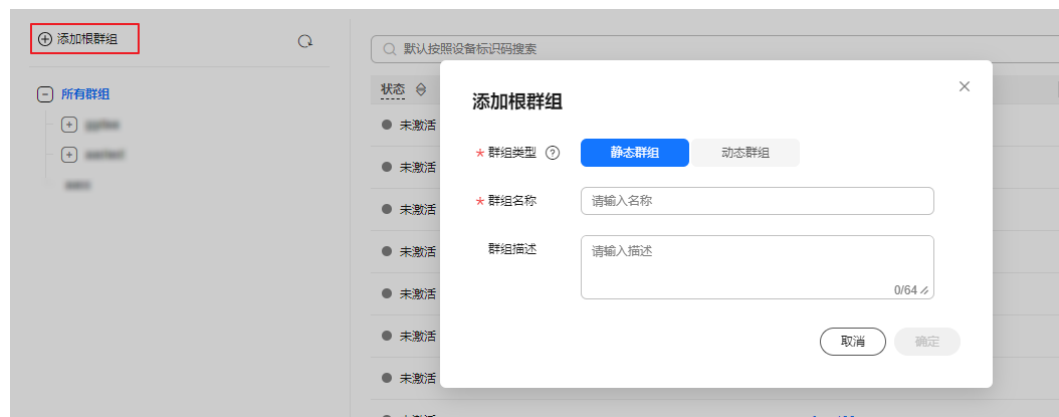 添加根群组
默认按照设备标识码搜索
所有群组
状态
添加根群组
未激活
* 群组类型 ? 静态群组 动态群组
未激活
* 群组名称 请输入名称
未激活
群组描述 请输入描述
未激活
0/64
未激活
未激活
取消 确定
未激活